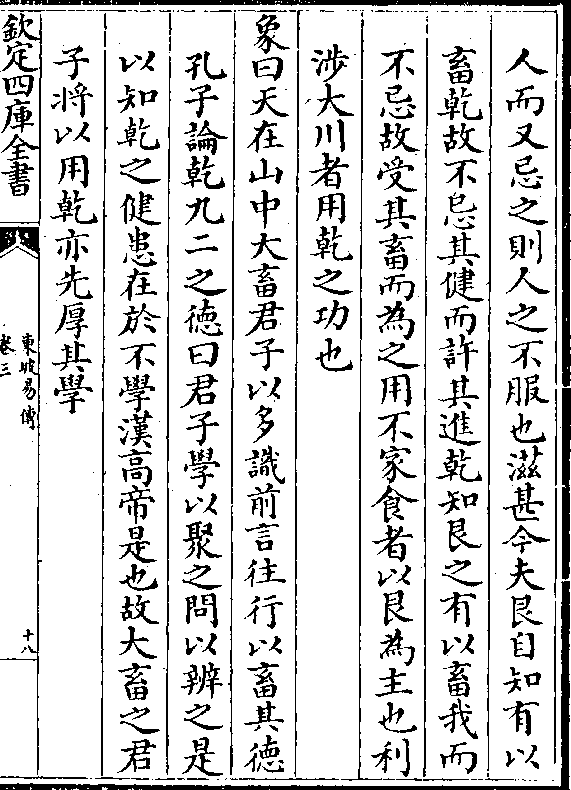 人而又忌之則人之不服也滋甚今夫艮自知有以
畜乾故不忌其健而許其進乾知艮之有以畜我而
不忌故受其畜而為之用不家食者以艮為主也利
涉大川者用乾之功也
象曰天在山中大畜君子以多識前言往行以畜其徳
孔子論乾九二之徳曰君子學以聚之問以辨之是
以知乾之健患在於不學漢高帝是也故大畜之君
子將以用乾亦先厚其學
欽定四庫全書
東坡易傳
卷三
十八